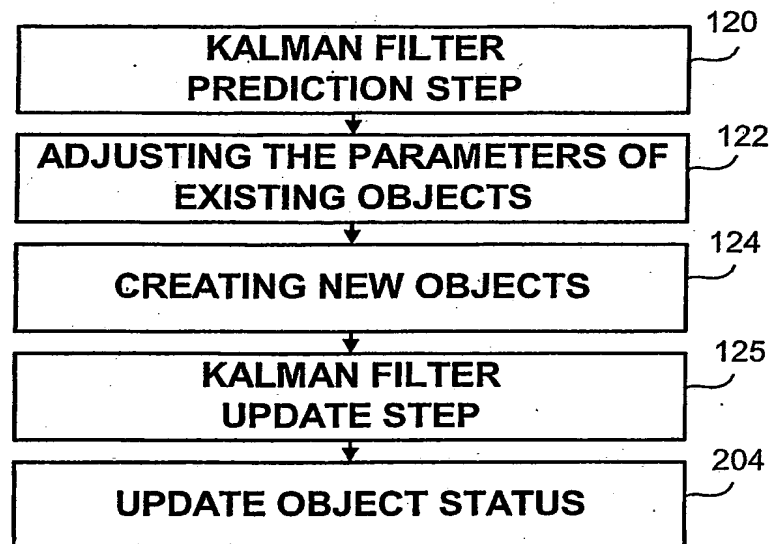 120
KALMAN FILTER
PREDICTION STEP
122
ADJUSTING THE PARAMETERS OF
EXISTING OBJECTS
124
CREATING NEW OBJECTS
125
KALMAN FILTER
UPDATE STEP
204
UPDATE OBJECT STATUS